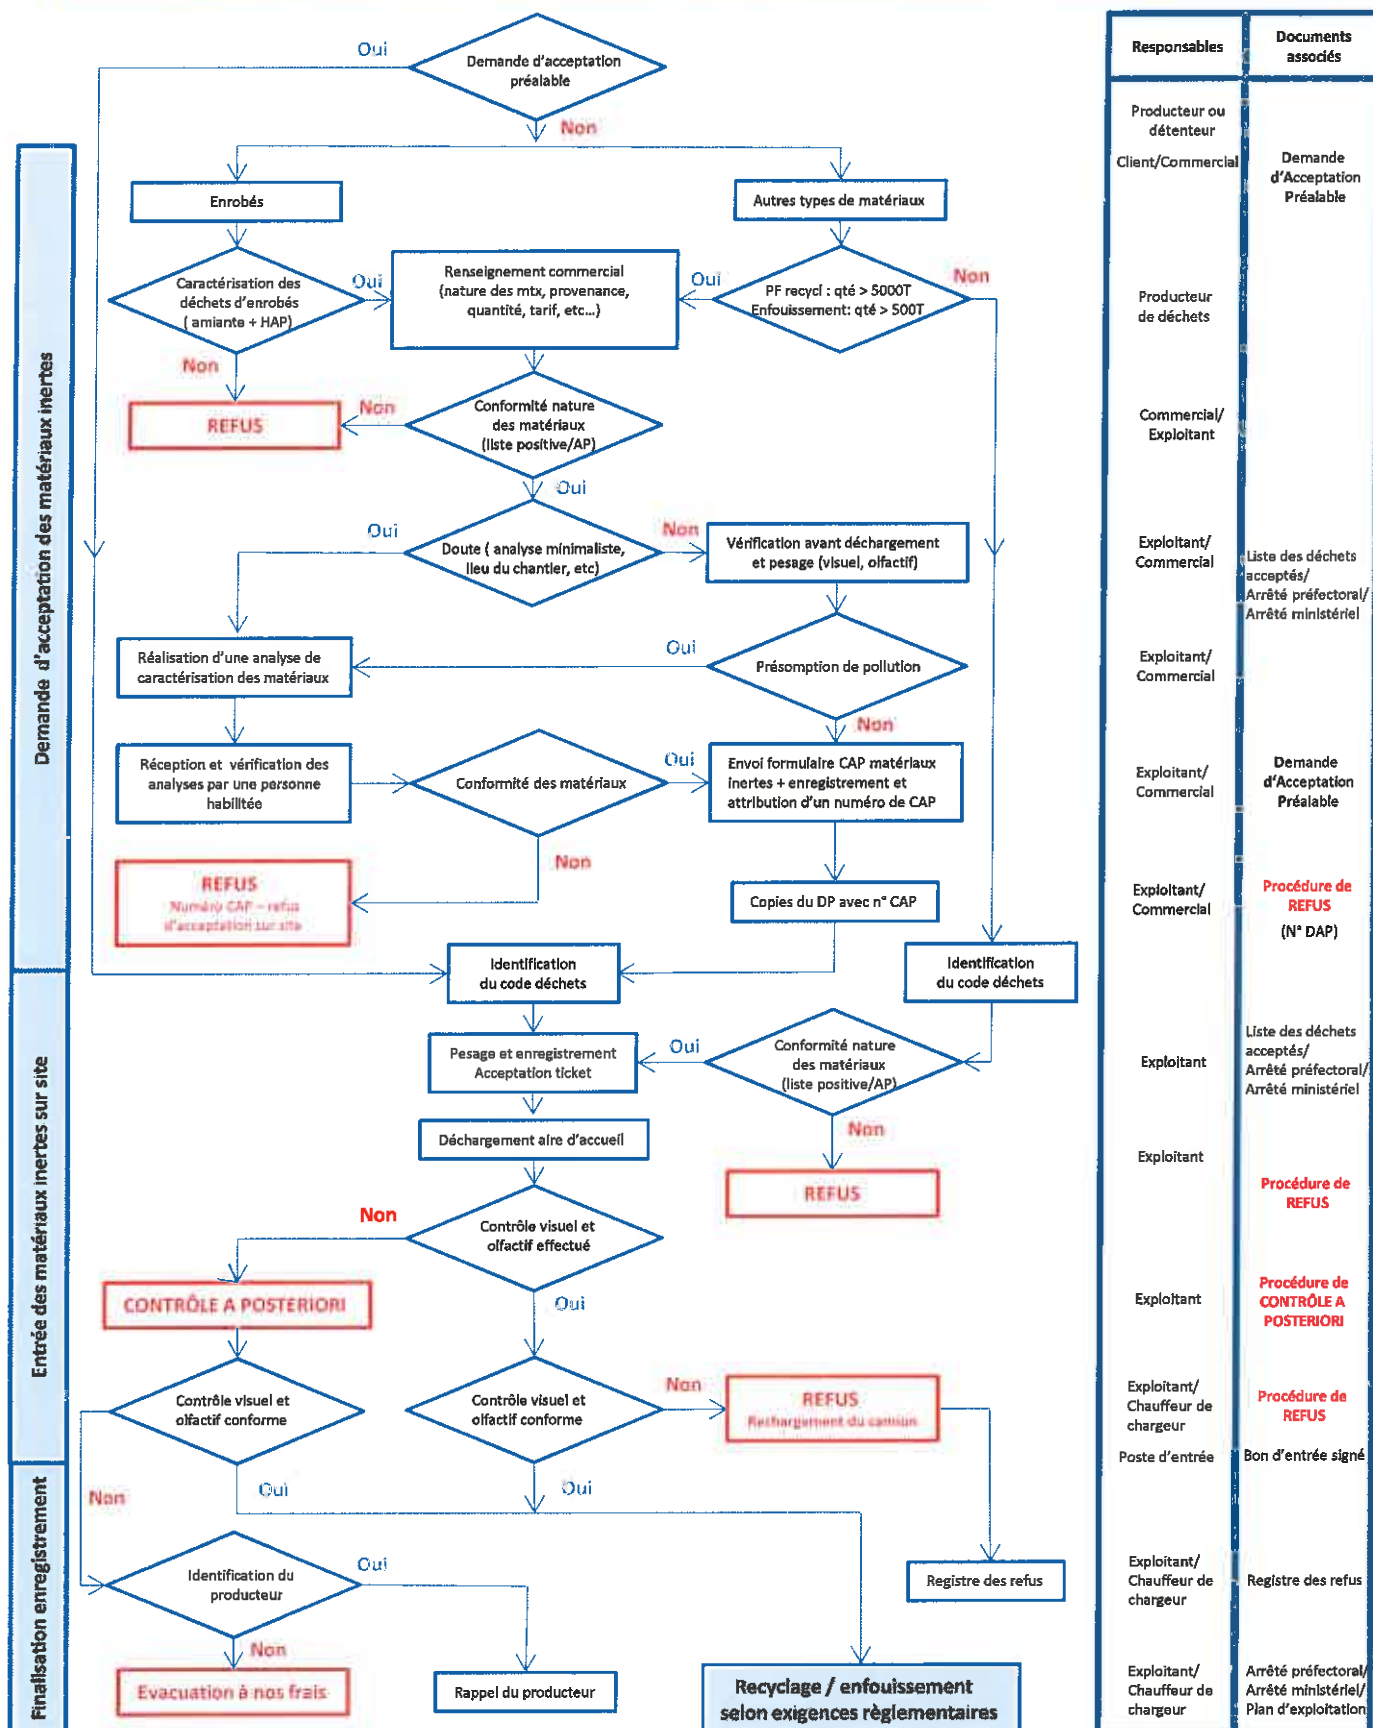 Oui
Demande d'acceptation
préalable
Non
Responsables
Documents
associés
Producteur ou
détenteur
Client/Commercial
Demande
d'Acceptation
Préalable
Demande d'acceptation des matériaux inertes
Enrobés
Autres types de matériaux
Caractérisation des
déchets d'enrobés
( amiante + HAP)
Oui
Renseignement commercial
(nature des mtx, provenance,
quantité, tarif, etc...)
Oui
PF recycl : qté > 5000T
Enfouissement: qté > 500T
Non
Producteur
de déchets
Non
REFUS
Non
Conformité nature
des matériaux
(liste positive/AP)
Commercial/
Exploitant
Oui
Oui
Doute ( analyse minimaliste,
lieu du chantier, etc)
Non
Vérification avant déchargement
et pesage (visuel, olfactif)
Exploitant/
Commercial
Liste des déchets
acceptés/
Arrêté préfectoral/
Arrêté ministériel
Réalisation d'une analyse de
caractérisation des matériaux
Oui
Présomption de pollution
Exploitant/
Commercial
Non
Réception et vérification des
analyses par une personne
habilitée
Conformité des matériaux
Oui
Envoi formulaire CAP matériaux
inertes + enregistrement et
attribution d'un numéro de CAP
Exploitant/
Commercial
Demande
d'Acceptation
Préalable
Non
REFUS
Numéro CAP – refus
d'acceptation sur site
Copies du DP avec n° CAP
Exploitant/
Commercial
Procédure de
REFUS
(N° DAP)
Entrée des matériaux inertes sur site
Identification
du code déchets
Identification
du code déchets
Pesage et enregistrement
Acceptation ticket
Oui
Conformité nature
des matériaux
(liste positive/AP)
Exploitant
Liste des déchets
acceptés/
Arrêté préfectoral/
Arrêté ministériel
Déchargement aire d'accueil
Non
REFUS
Exploitant
Procédure de
REFUS
Non
Contrôle visuel et
olfactif effectué
CONTRÔLE A POSTERIORI
Oui
Exploitant
Procédure de
CONTRÔLE A
POSTERIORI
Contrôle visuel et
olfactif conforme
Contrôle visuel et
olfactif conforme
Non
REFUS
Rechargement du camion
Exploitant/
Chauffeur de
chargeur
Procédure de
REFUS
Poste d'entrée
Bon d'entrée signé
Finalisation enregistrement
Non
Oui
Oui
Identification du
producteur
Oui
Registre des refus
Exploitant/
Chauffeur de
chargeur
Registre des refus
Non
Evacuation à nos frais
Rappel du producteur
Recyclage / enfouissement
selon exigences règlementaires
Exploitant/
Chauffeur de
chargeur
Arrêté préfectoral/
Arrêté ministériel/
Plan d'exploitation